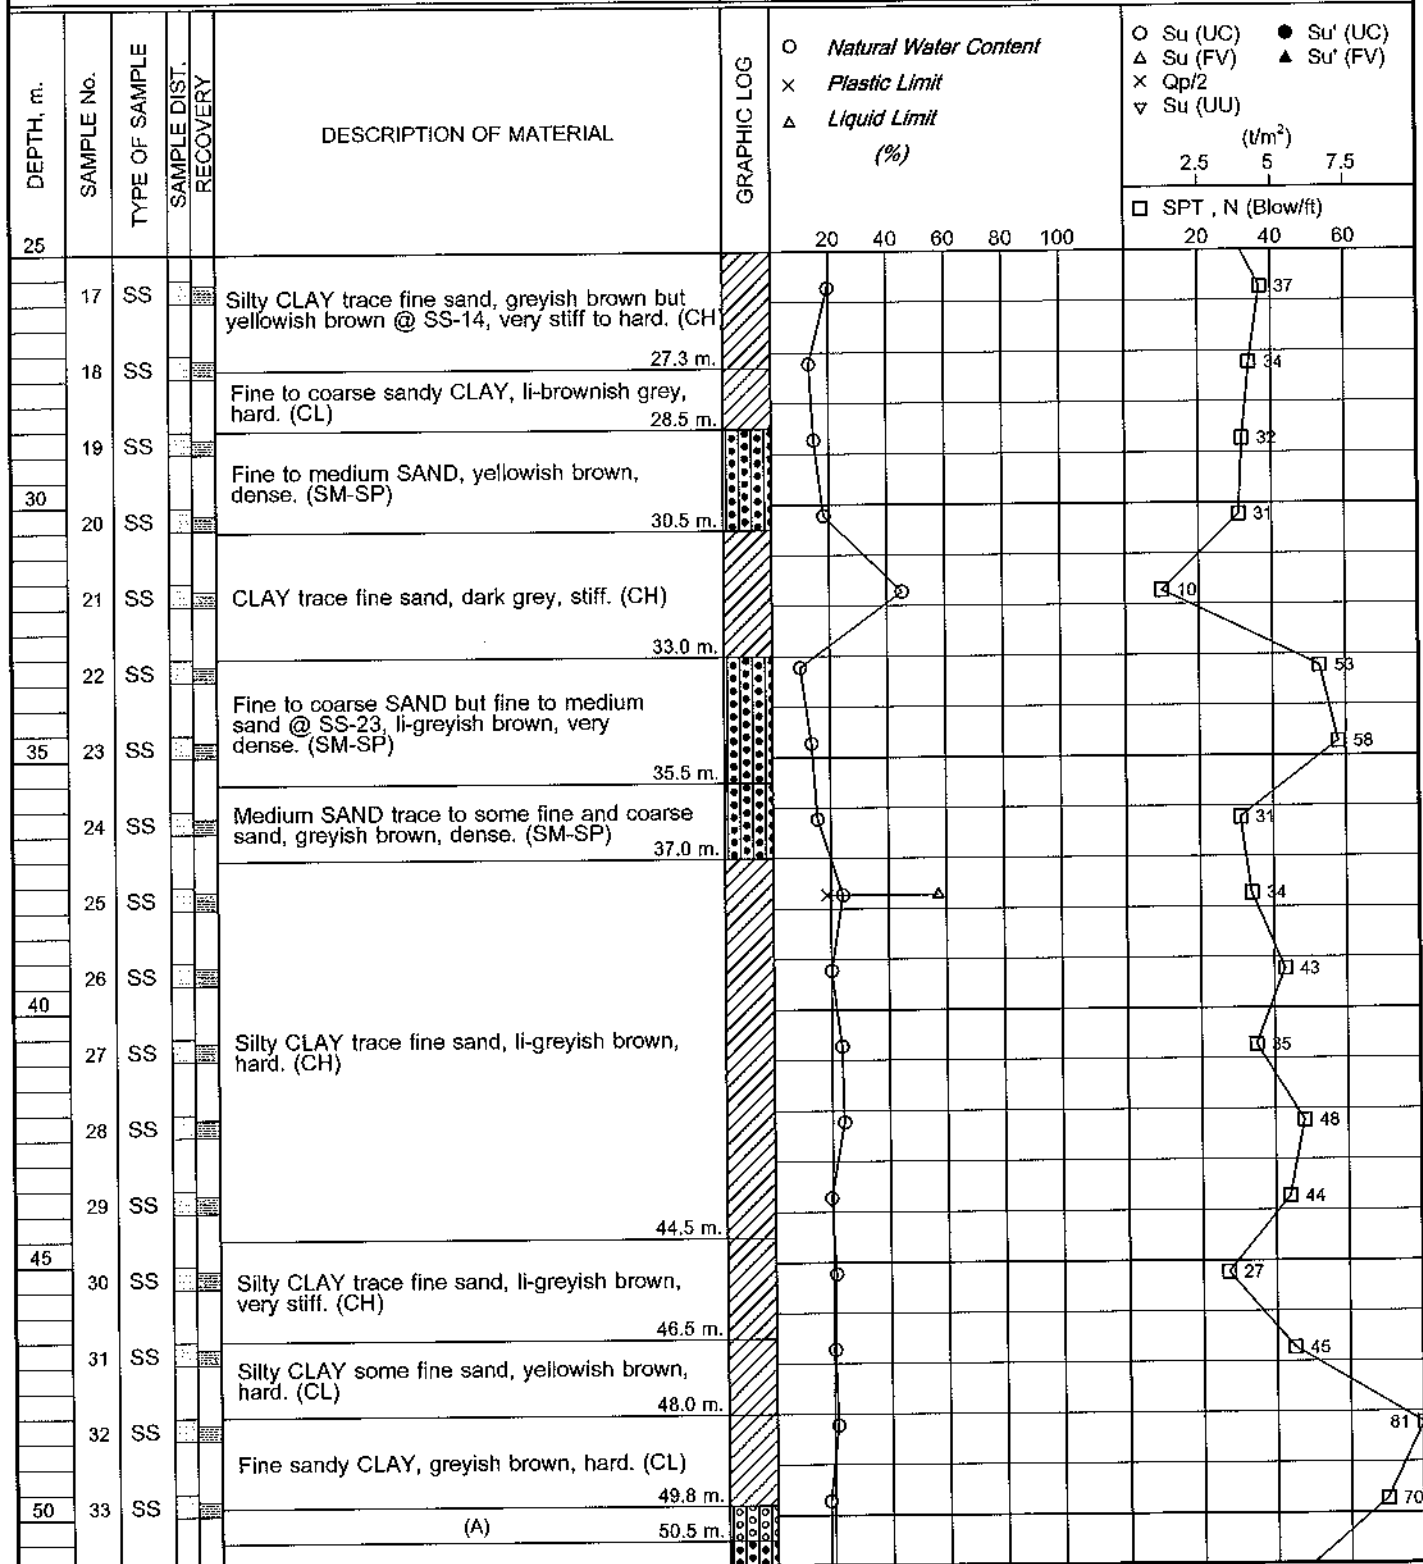 DEPTH, m.
SAMPLE No.
TYPE OF SAMPLE
SAMPLE DIST.
RECOVERY
DESCRIPTION OF MATERIAL
GRAPHIC LOG
○ Natural Water Content
× Plastic Limit
△ Liquid Limit
(%)
○ Su (UC) ● Su' (UC)
△ Su (FV) ▲ Su' (FV)
× Qp/2
▽ Su (UU)
(t/m²)
2.5 5 7.5
□ SPT , N (Blow/ft)
25 20 40 60 80 100 20 40 60
17 SS Silty CLAY trace fine sand, greyish brown but 37
yellowish brown @ SS-14, very stiff to hard. (CH
27.3 m.
18 SS 34
Fine to coarse sandy CLAY, li-brownish grey,
hard. (CL)
28.5 m.
19 SS 32
Fine to medium SAND, yellowish brown,
dense. (SM-SP)
30
30.5 m.
20 SS 31
21 SS CLAY trace fine sand, dark grey, stiff. (CH) 10
33.0 m.
22 SS 53
Fine to coarse SAND but fine to medium
sand @ SS-23, li-greyish brown, very
dense. (SM-SP)
35 23 SS 58
35.5 m.
Medium SAND trace to some fine and coarse
24 SS sand, greyish brown, dense. (SM-SP) 31
37.0 m.
25 SS 34
26 SS 43
40
Silty CLAY trace fine sand, li-greyish brown,
27 SS hard. (CH) 35
28 SS 48
29 SS 44
44.5 m.
45
30 SS Silty CLAY trace fine sand, li-greyish brown, 27
very stiff. (CH)
46.5 m.
31 SS 45
Silty CLAY some fine sand, yellowish brown,
hard. (CL)
48.0 m.
32 SS 81
Fine sandy CLAY, greyish brown, hard. (CL)
49.8 m.
50 33 SS 70
(A)
50.5 m.